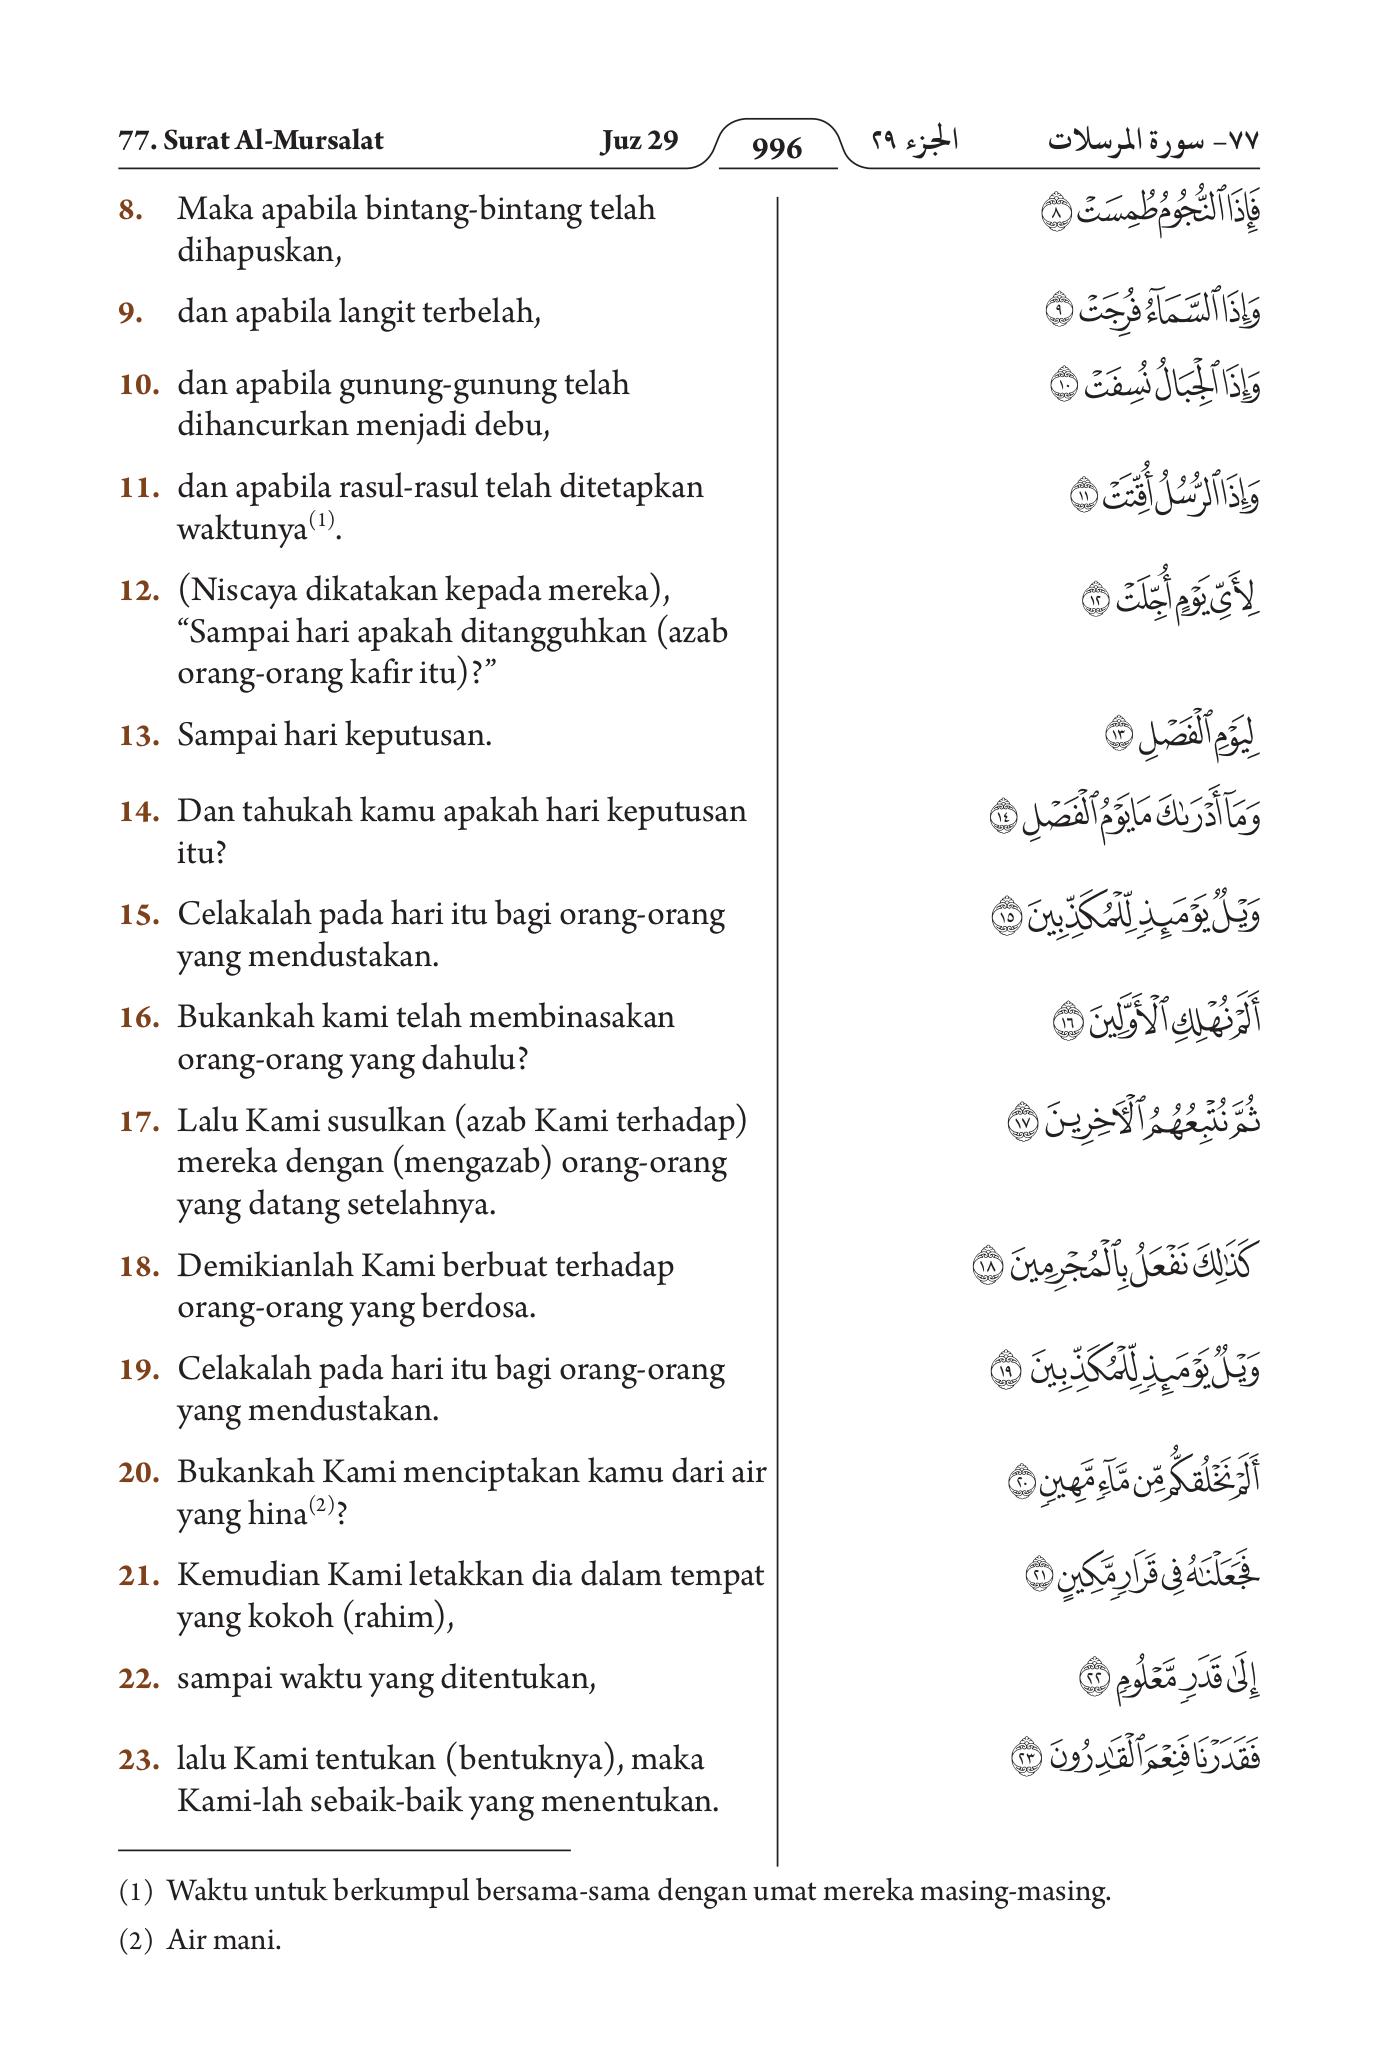 77. Surat Al-Mursalat Juz 29 996 الجزء ٢٩ ٧٧- سورة المرسلات
8. Maka apabila bintang-bintang telah
dihapuskan,
فَإِذَا ٱلنُّجُومُ طُمِسَتۡ ٨
9. dan apabila langit terbelah,
وَإِذَا ٱلسَّمَآءُ فُرِجَتۡ ٩
10. dan apabila gunung-gunung telah
dihancurkan menjadi debu,
وَإِذَا ٱلۡجِبَالُ نُسِفَتۡ ١٠
11. dan apabila rasul-rasul telah ditetapkan
waktunya(1).
وَإِذَا ٱلرُّسُلُ أُقِّتَتۡ ١١
12. (Niscaya dikatakan kepada mereka),
“Sampai hari apakah ditangguhkan (azab
orang-orang kafir itu)?”
لِأَيِّ يَوۡمٍ أُجِّلَتۡ ١٢
13. Sampai hari keputusan.
لِيَوۡمِ ٱلۡفَصۡلِ ١٣
14. Dan tahukah kamu apakah hari keputusan
itu?
وَمَآ أَدۡرَىٰكَ مَا يَوۡمُ ٱلۡفَصۡلِ ١٤
15. Celakalah pada hari itu bagi orang-orang
yang mendustakan.
وَيۡلٞ يَوۡمَئِذٖ لِّلۡمُكَذِّبِينَ ١٥
16. Bukankah kami telah membinasakan
orang-orang yang dahulu?
أَلَمۡ نُهۡلِكِ ٱلۡأَوَّلِينَ ١٦
17. Lalu Kami susulkan (azab Kami terhadap)
mereka dengan (mengazab) orang-orang
yang datang setelahnya.
ثُمَّ نُتۡبِعُهُمُ ٱلۡأٓخِرِينَ ١٧
18. Demikianlah Kami berbuat terhadap
orang-orang yang berdosa.
كَذَٰلِكَ نَفۡعَلُ بِٱلۡمُجۡرِمِينَ ١٨
19. Celakalah pada hari itu bagi orang-orang
yang mendustakan.
وَيۡلٞ يَوۡمَئِذٖ لِّلۡمُكَذِّبِينَ ١٩
20. Bukankah Kami menciptakan kamu dari air
yang hina(2)?
أَلَمۡ نَخۡلُقكُّم مِّن مَّآءٖ مَّهِينٖ ٢٠
21. Kemudian Kami letakkan dia dalam tempat
yang kokoh (rahim),
فَجَعَلۡنَٰهُ فِي قَرَارٖ مَّكِينٍ ٢١
22. sampai waktu yang ditentukan,
إِلَىٰ قَدَرٖ مَّعۡلُومٖ ٢٢
23. lalu Kami tentukan (bentuknya), maka
Kami-lah sebaik-baik yang menentukan.
فَقَدَرۡنَا فَنِعۡمَ ٱلۡقَٰدِرُونَ ٢٣
(1) Waktu untuk berkumpul bersama-sama dengan umat mereka masing-masing.
(2) Air mani.